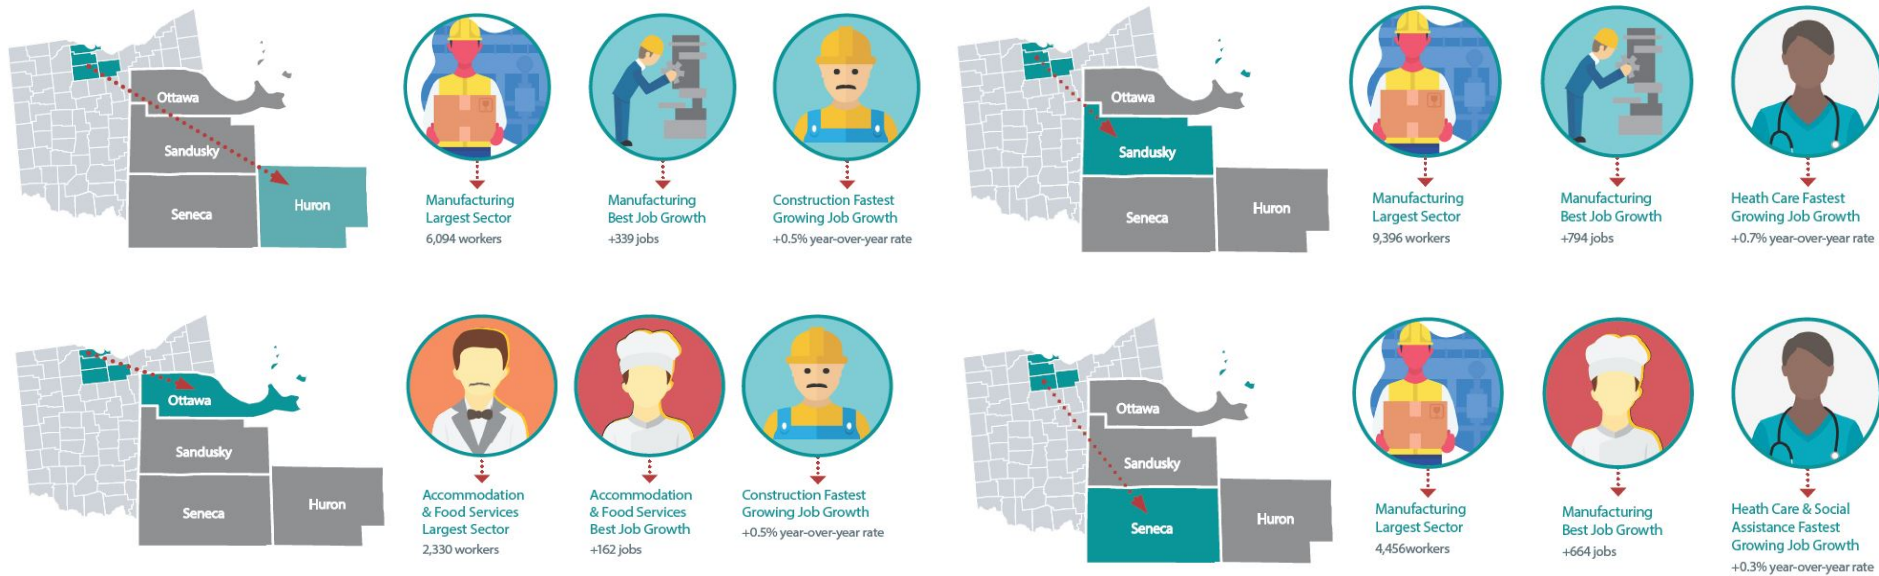 Ottawa
Sandusky
Seneca
Huron
Manufacturing
Largest Sector
6,094 workers
Manufacturing
Best Job Growth
+339 jobs
Construction Fastest
Growing Job Growth
+0.5% year-over-year rate
Ottawa
Sandusky
Seneca
Huron
Manufacturing
Largest Sector
9,396 workers
Manufacturing
Best Job Growth
+794 jobs
Heath Care Fastest
Growing Job Growth
+0.7% year-over-year rate
Ottawa
Sandusky
Seneca
Huron
Accommodation
& Food Services
Largest Sector
2,330 workers
Accommodation
& Food Services
Best Job Growth
+162 jobs
Construction Fastest
Growing Job Growth
+0.5% year-over-year rate
Ottawa
Sandusky
Seneca
Huron
Manufacturing
Largest Sector
4,456workers
Manufacturing
Best Job Growth
+664 jobs
Heath Care & Social
Assistance Fastest
Growing Job Growth
+0.3% year-over-year rate